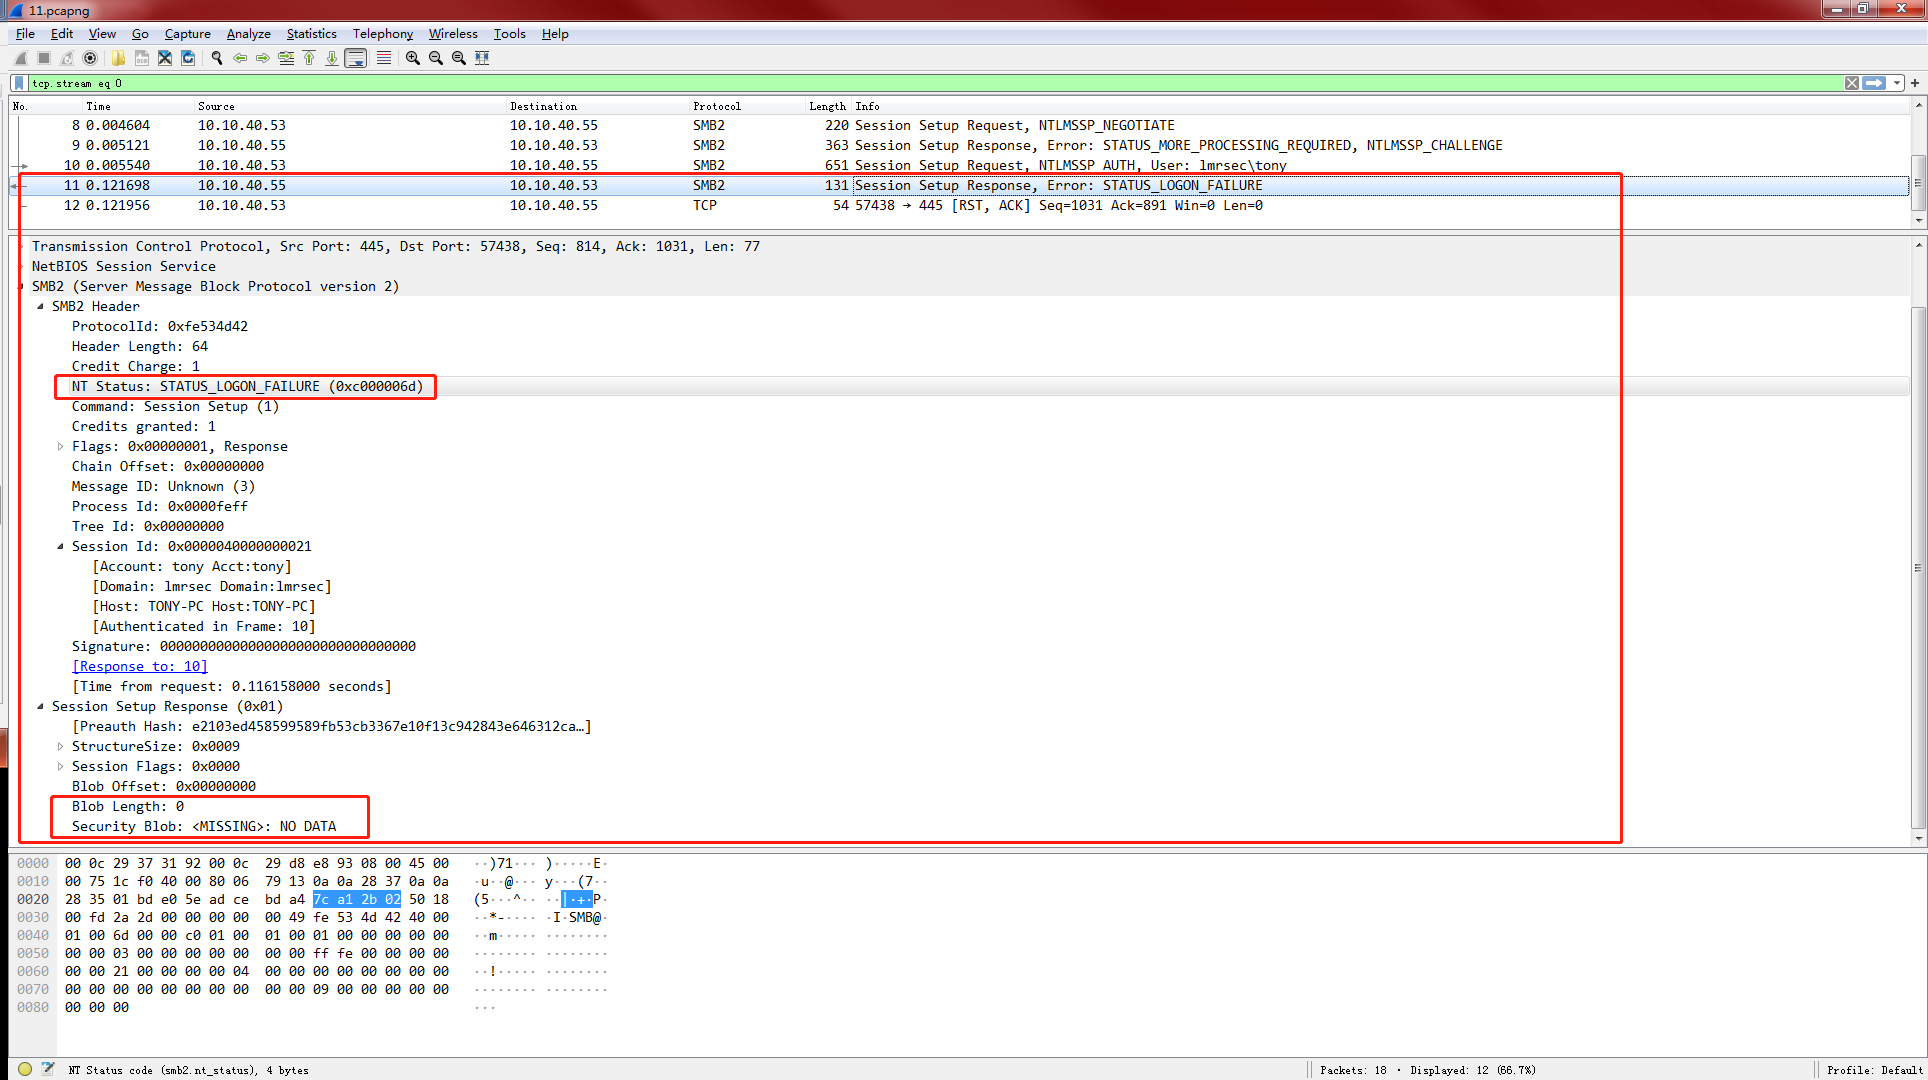 11.pcapng
File Edit View Go Capture Analyze Statistics Telephony Wireless Tools Help
tcp.stream eq 0
No. Time Source Destination Protocol Length Info
8 0.004604 10.10.40.53 10.10.40.55 SMB2 220 Session Setup Request, NTLMSSP_NEGOTIATE
9 0.005121 10.10.40.55 10.10.40.53 SMB2 363 Session Setup Response, Error: STATUS_MORE_PROCESSING_REQUIRED, NTLMSSP_CHALLENGE
10 0.005540 10.10.40.53 10.10.40.55 SMB2 651 Session Setup Request, NTLMSSP_AUTH, User: lmrsec\tony
11 0.121698 10.10.40.55 10.10.40.53 SMB2 131 Session Setup Response, Error: STATUS_LOGON_FAILURE
12 0.121956 10.10.40.53 10.10.40.55 TCP 54 57438 → 445 [RST, ACK] Seq=1031 Ack=891 Win=0 Len=0
Transmission Control Protocol, Src Port: 445, Dst Port: 57438, Seq: 814, Ack: 1031, Len: 77
NetBIOS Session Service
SMB2 (Server Message Block Protocol version 2)
SMB2 Header
ProtocolId: 0xfe534d42
Header Length: 64
Credit Charge: 1
NT Status: STATUS_LOGON_FAILURE (0xc000006d)
Command: Session Setup (1)
Credits granted: 1
Flags: 0x00000001, Response
Chain Offset: 0x00000000
Message ID: Unknown (3)
Process Id: 0x0000feff
Tree Id: 0x00000000
Session Id: 0x0000040000000021
[Account: tony Acct:tony]
[Domain: lmrsec Domain:lmrsec]
[Host: TONY-PC Host:TONY-PC]
[Authenticated in Frame: 10]
Signature: 00000000000000000000000000000000
[Response to: 10]
[Time from request: 0.116158000 seconds]
Session Setup Response (0x01)
[Preauth Hash: e2103ed458599589fb53cb3367e10f13c942843e646312ca…]
StructureSize: 0x0009
Session Flags: 0x0000
Blob Offset: 0x00000000
Blob Length: 0
Security Blob: <MISSING>: NO DATA
0000 00 0c 29 37 31 92 00 0c 29 d8 e8 93 08 00 45 00 ··)71··· )·····E·
0010 00 75 1c f0 40 00 80 06 79 13 0a 0a 28 37 0a 0a ·u··@··· y···(7··
0020 28 35 01 bd e0 5e ad ce bd a4 7c a1 2b 02 50 18 (5···^·· ··|·+·P·
0030 00 fd 2a 2d 00 00 00 00 00 49 fe 53 4d 42 40 00 ··*-···· ·I·SMB@·
0040 01 00 6d 00 00 c0 01 00 01 00 01 00 00 00 00 00 ··m····· ········
0050 00 00 03 00 00 00 00 00 00 00 ff fe 00 00 00 00 ········ ········
0060 00 00 21 00 00 00 00 04 00 00 00 00 00 00 00 00 ··!····· ········
0070 00 00 00 00 00 00 00 00 00 00 09 00 00 00 00 00 ········ ········
0080 00 00 00 ···
NT Status code (smb2.nt_status), 4 bytes
Packets: 18 · Displayed: 12 (66.7%)
Profile: Default